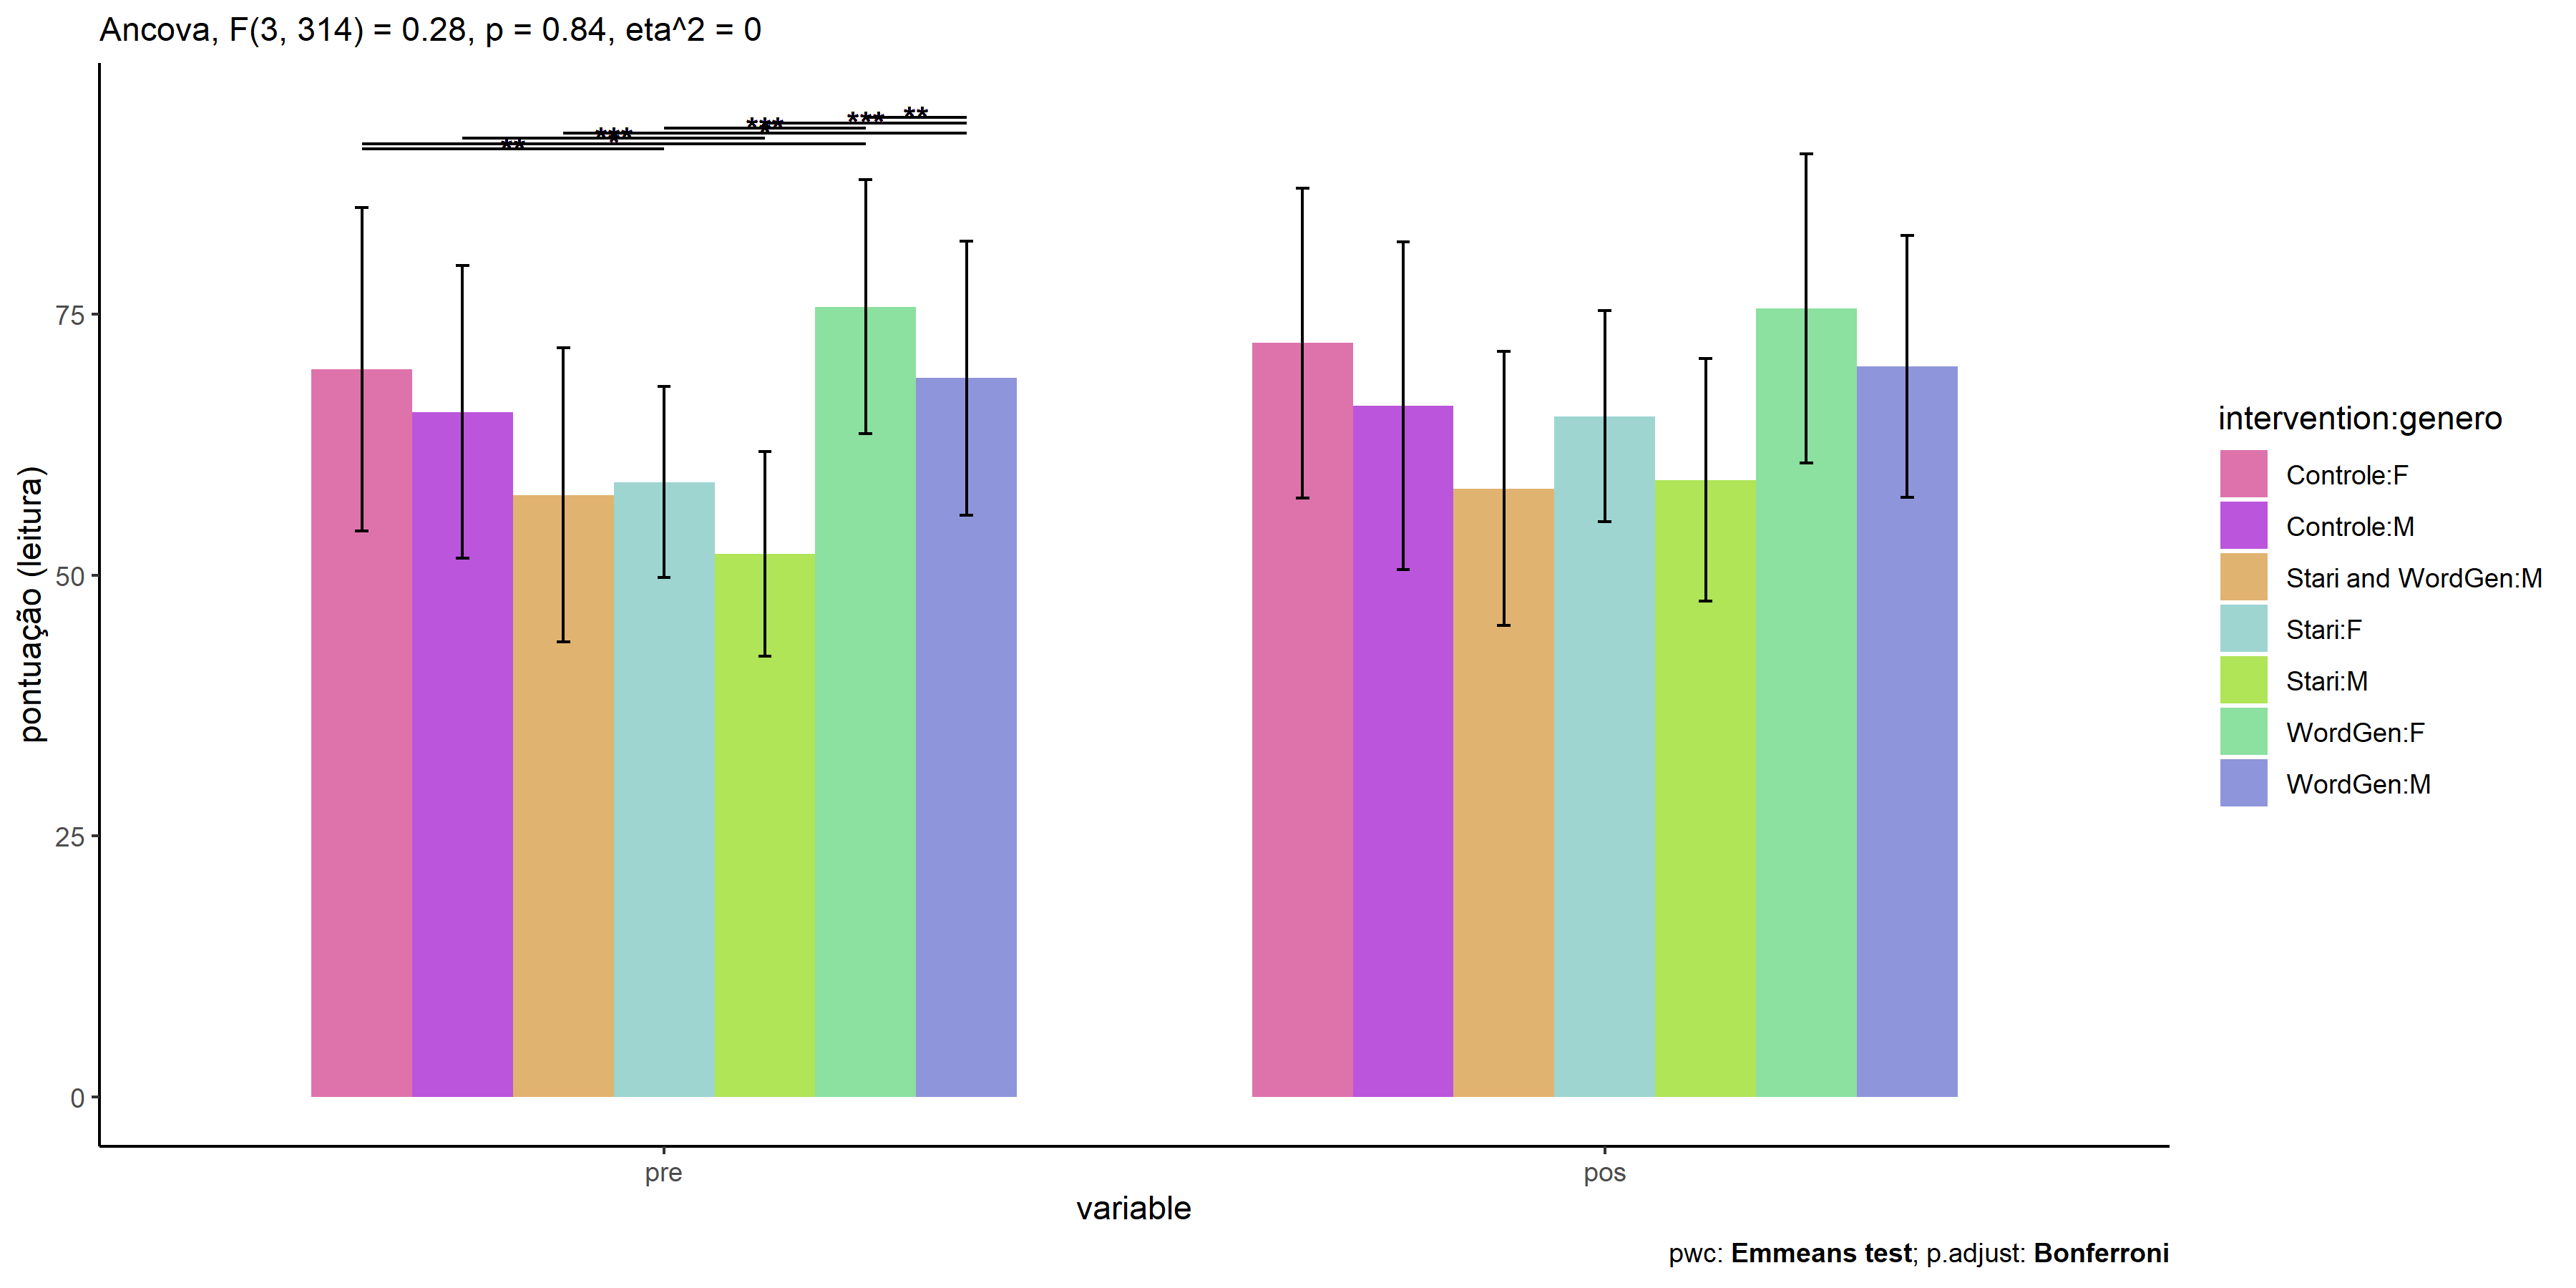 Ancova, F(3, 314) = 0.28, p = 0.84, eta^2 = 0
**
***
***
***
*
**
*
75
50
25
0
pontuação (leitura)
pre
pos
variable
intervention:genero
Controle:F
Controle:M
Stari and WordGen:M
Stari:F
Stari:M
WordGen:F
WordGen:M
pwc: Emmeans test; p.adjust: Bonferroni